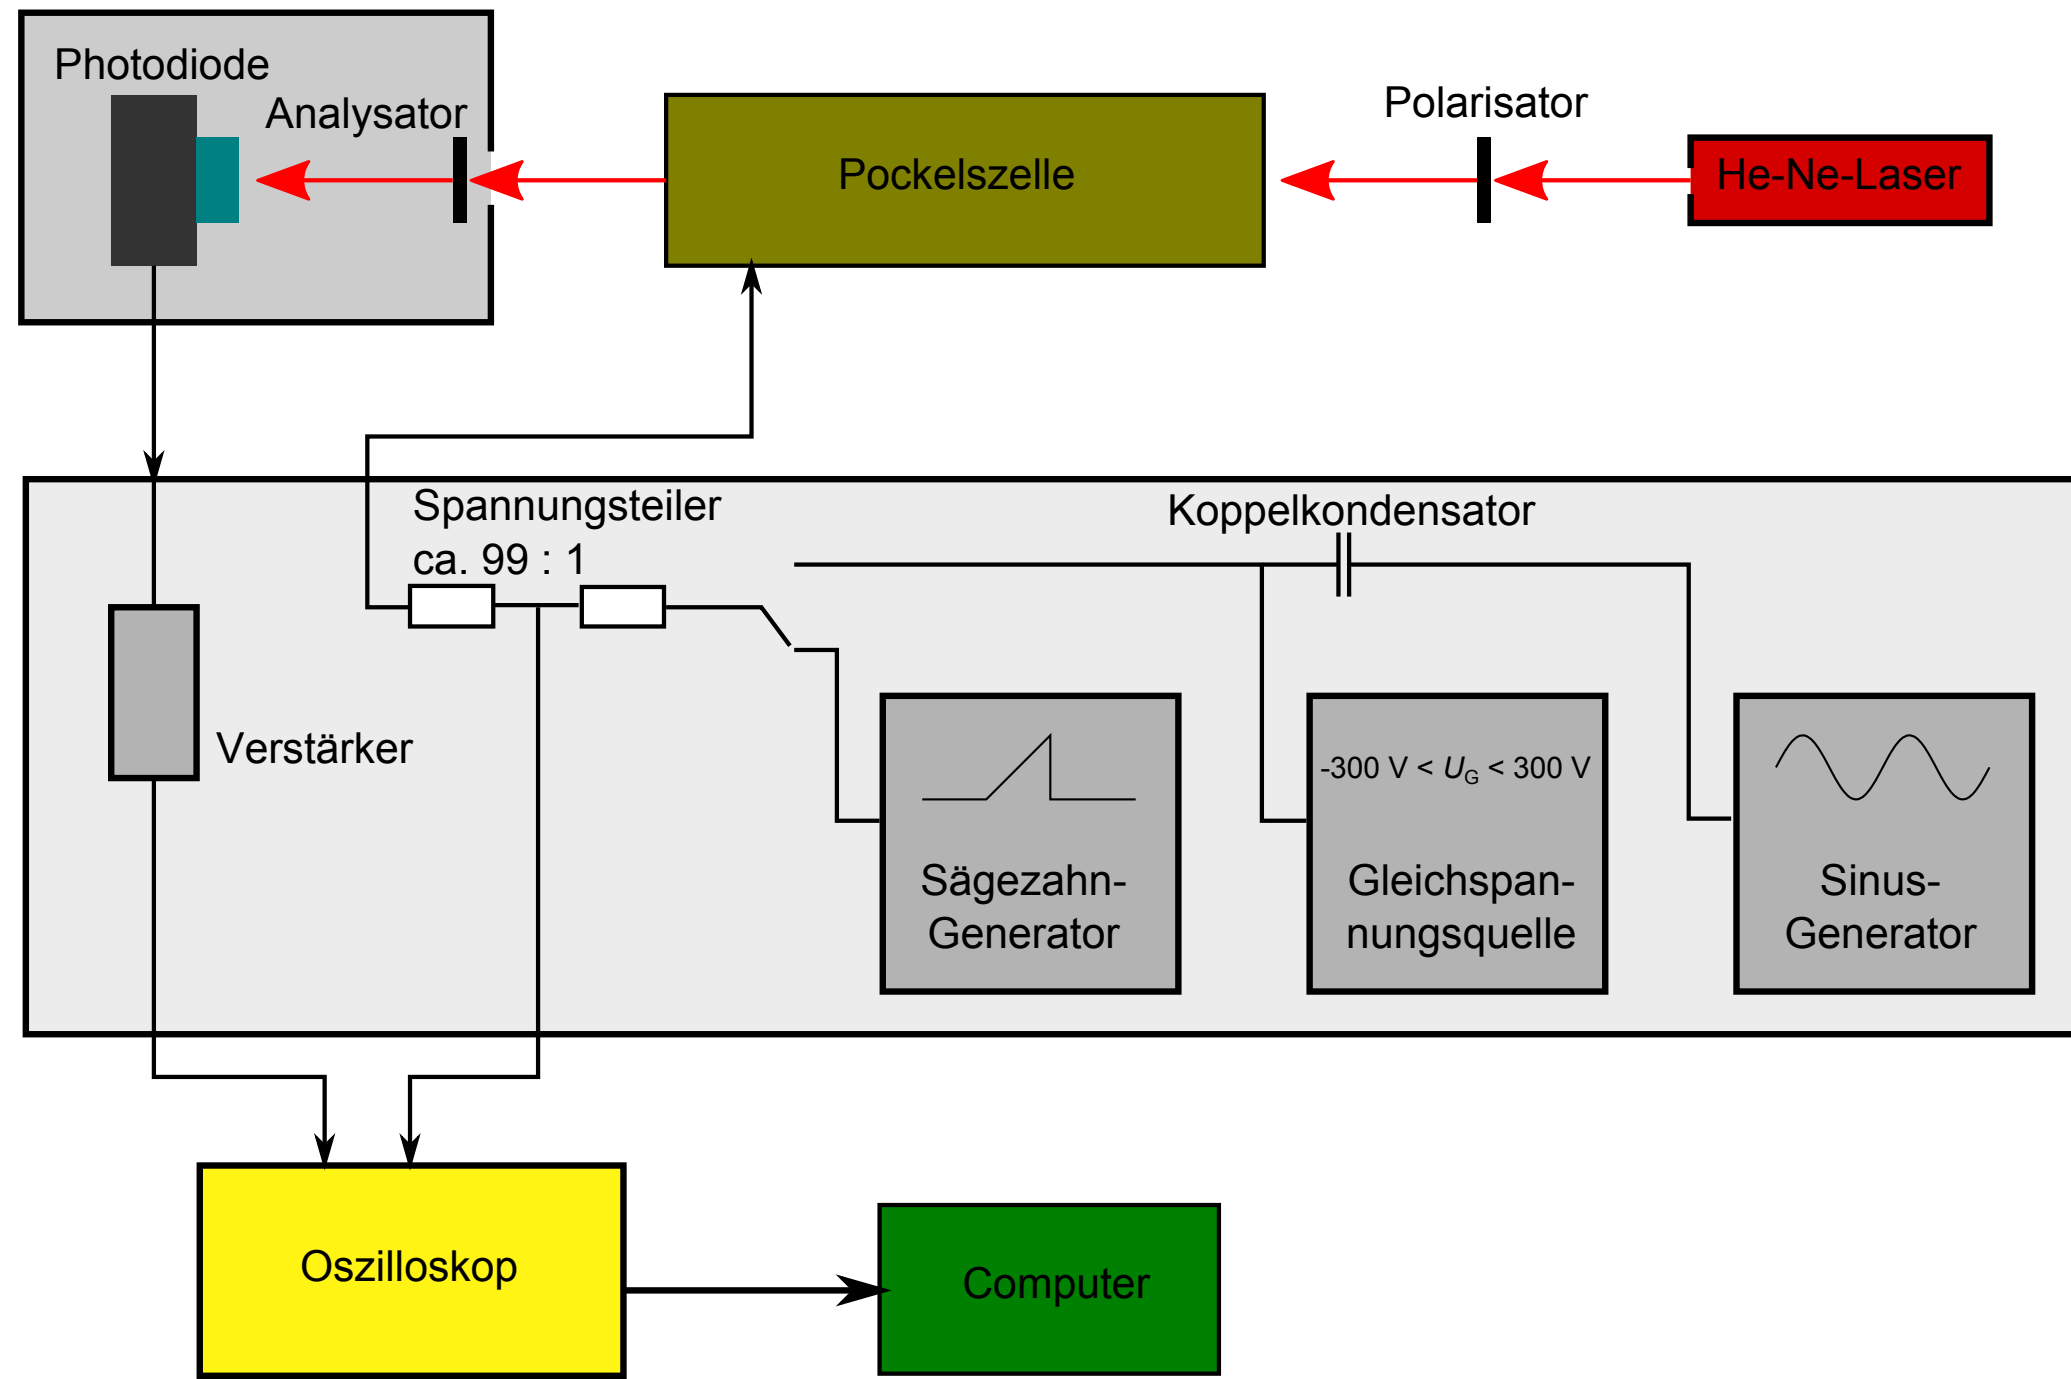 Photodiode
Analysator
Pockelszelle
Polarisator
He-Ne-Laser
Spannungsteiler
ca. 99 : 1
Koppelkondensator
Verstärker
-300 V < U_G < 300 V
Sägezahn-
Generator
Gleichspan-
nungsquelle
Sinus-
Generator
Oszilloskop
Computer